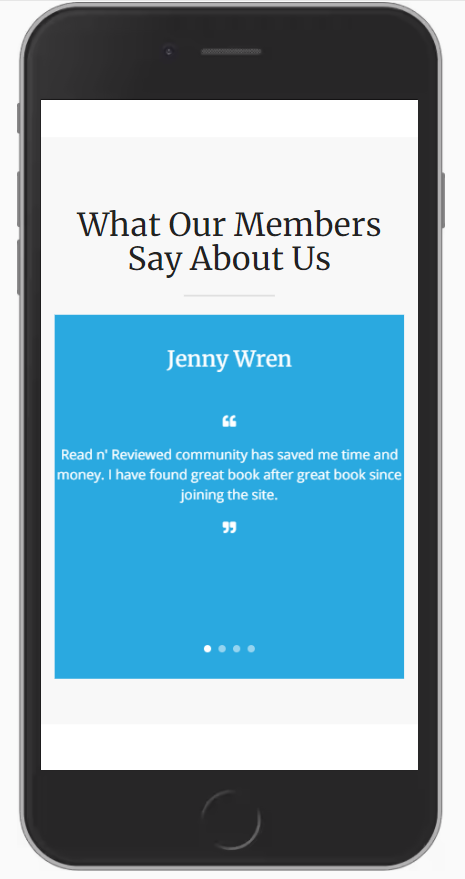 What Our Members
Say About Us
Jenny Wren
“
Read n' Reviewed community has saved me time and
money. I have found great book after great book since
joining the site.
”